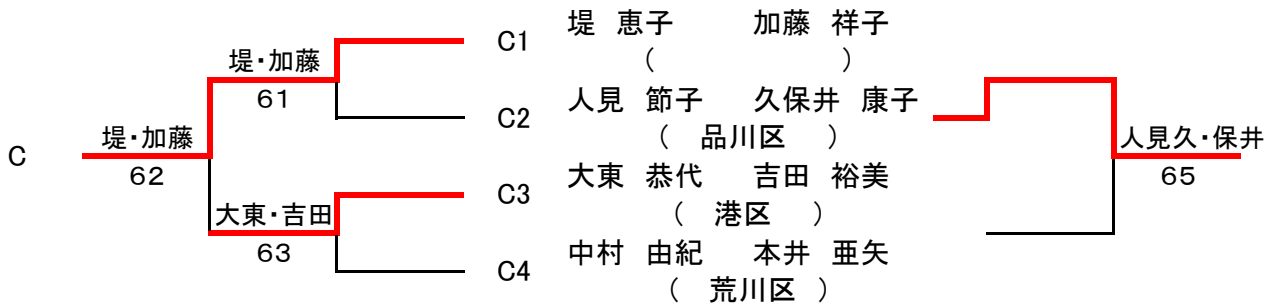 C
堤・加藤
62
堤・加藤
61
大東・吉田
63
C1 堤 恵子 加藤 祥子
( )
C2 人見 節子 久保井 康子
( 品川区 )
C3 大東 恭代 吉田 裕美
( 港区 )
C4 中村 由紀 本井 亜矢
( 荒川区 )
人見久・保井
65